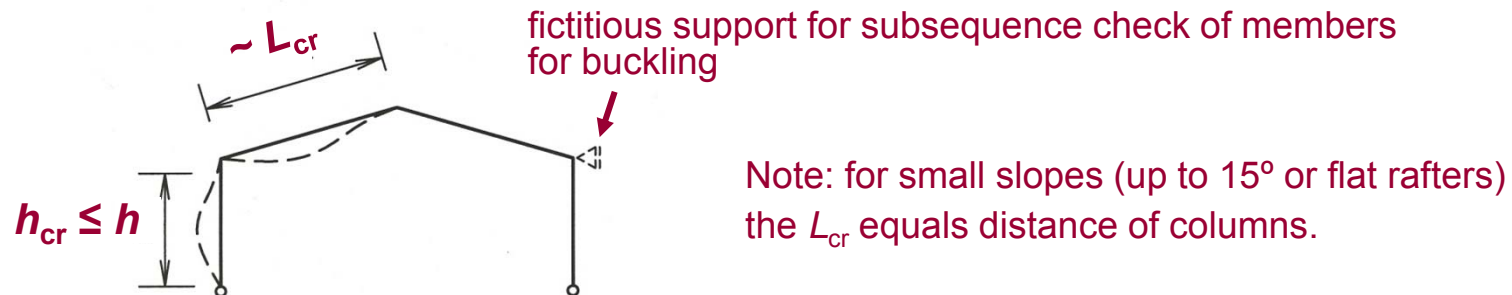 ~ Lcr
fictitious support for subsequence check of members
for buckling
hcr ≤ h
Note: for small slopes (up to 15º or flat rafters)
the Lcr equals distance of columns.